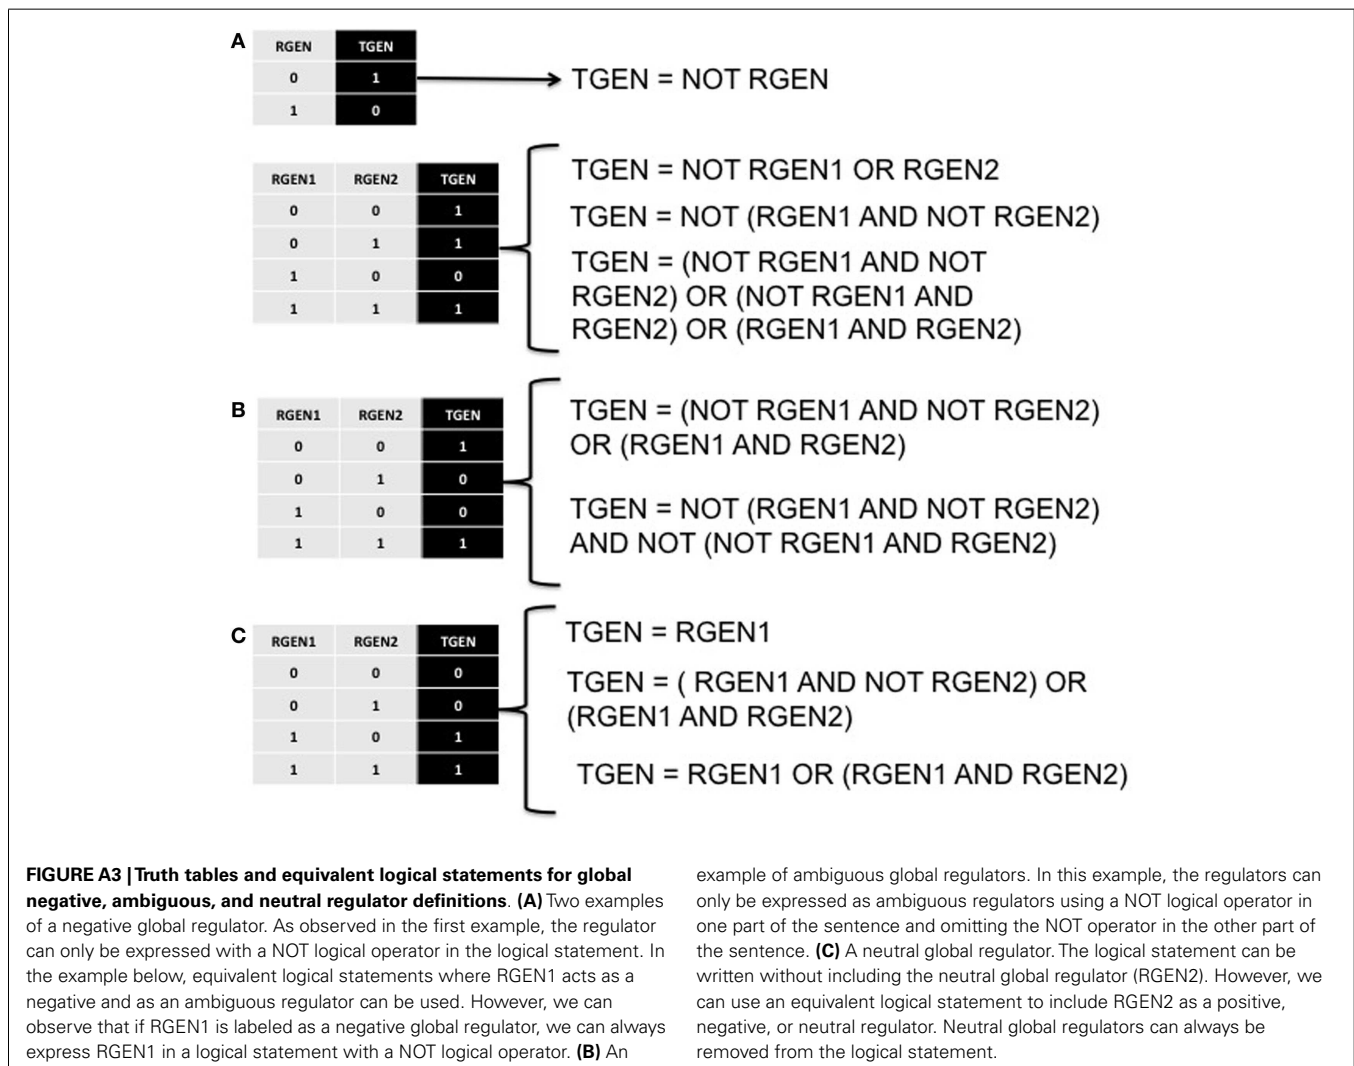 A
RGEN TGEN
0 1
1 0
TGEN = NOT RGEN
RGEN1 RGEN2 TGEN
0 0 1
0 1 1
1 0 0
1 1 1
TGEN = NOT RGEN1 OR RGEN2
TGEN = NOT (RGEN1 AND NOT RGEN2)
TGEN = (NOT RGEN1 AND NOT
RGEN2) OR (NOT RGEN1 AND
RGEN2) OR (RGEN1 AND RGEN2)
B
RGEN1 RGEN2 TGEN
0 0 1
0 1 0
1 0 0
1 1 1
TGEN = (NOT RGEN1 AND NOT RGEN2)
OR (RGEN1 AND RGEN2)
TGEN = NOT (RGEN1 AND NOT RGEN2)
AND NOT (NOT RGEN1 AND RGEN2)
C
RGEN1 RGEN2 TGEN
0 0 0
0 1 0
1 0 1
1 1 1
TGEN = RGEN1
TGEN = ( RGEN1 AND NOT RGEN2) OR
(RGEN1 AND RGEN2)
TGEN = RGEN1 OR (RGEN1 AND RGEN2)
FIGURE A3 | Truth tables and equivalent logical statements for global
negative, ambiguous, and neutral regulator definitions. (A) Two examples
of a negative global regulator. As observed in the first example, the regulator
can only be expressed with a NOT logical operator in the logical statement. In
the example below, equivalent logical statements where RGEN1 acts as a
negative and as an ambiguous regulator can be used. However, we can
observe that if RGEN1 is labeled as a negative global regulator, we can always
express RGEN1 in a logical statement with a NOT logical operator. (B) An
example of ambiguous global regulators. In this example, the regulators can
only be expressed as ambiguous regulators using a NOT logical operator in
one part of the sentence and omitting the NOT operator in the other part of
the sentence. (C) A neutral global regulator. The logical statement can be
written without including the neutral global regulator (RGEN2). However, we
can use an equivalent logical statement to include RGEN2 as a positive,
negative, or neutral regulator. Neutral global regulators can always be
removed from the logical statement.